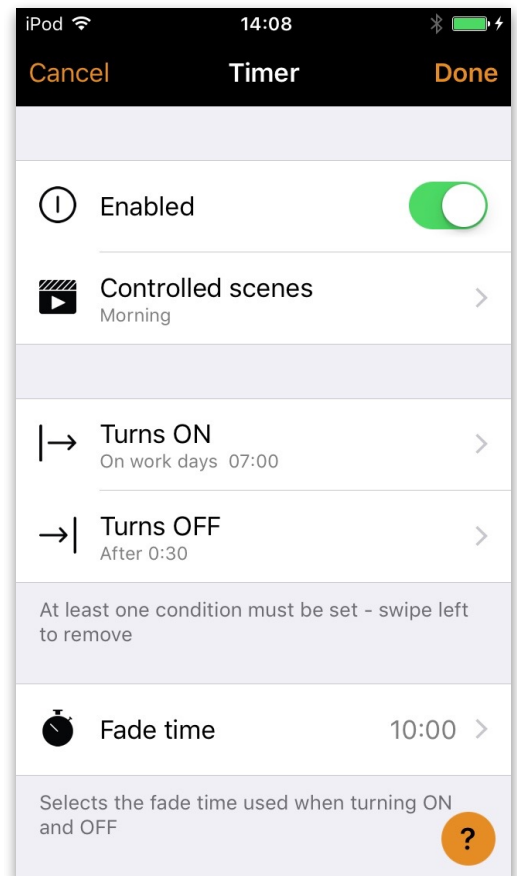 iPod 14:08
Cancel Timer Done
Enabled
Controlled scenes
Morning
Turns ON
On work days 07:00
Turns OFF
After 0:30
At least one condition must be set - swipe left
to remove
Fade time 10:00
Selects the fade time used when turning ON
and OFF
?